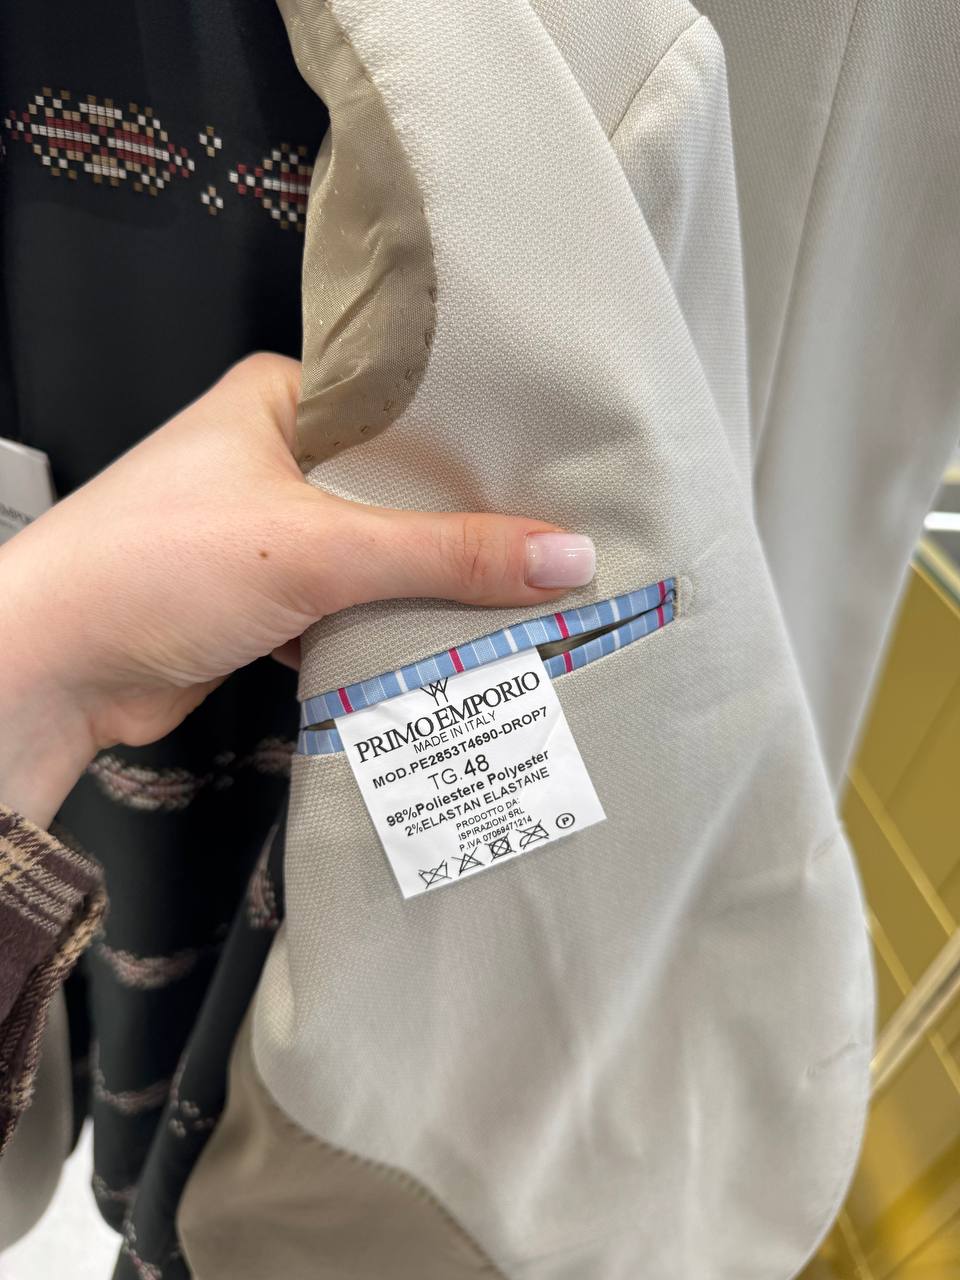 PRIMO EMPORIO
MADE IN ITALY
MOD.PE2853T4690-DROP7
TG.48
98%Poliestere Polyester
2%ELASTAN ELASTANE
PRODOTTO DA:
ISPIRAZIONI SRL
P.IVA 07069471214
P